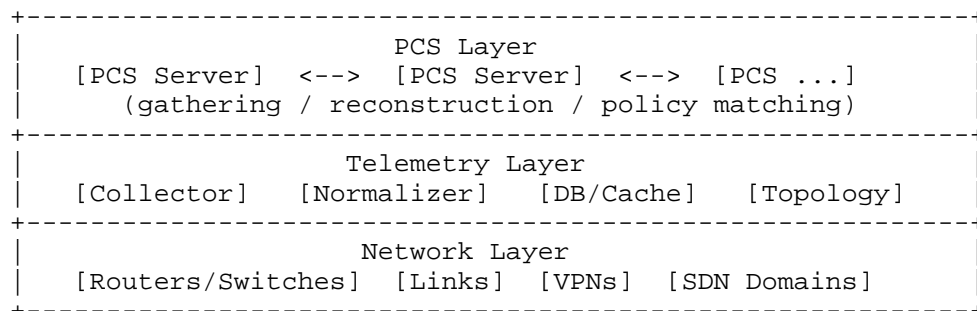 PCS Layer
[PCS Server] <--> [PCS Server] <--> [PCS ...]
(gathering / reconstruction / policy matching)
Telemetry Layer
[Collector] [Normalizer] [DB/Cache] [Topology]
Network Layer
[Routers/Switches] [Links] [VPNs] [SDN Domains]